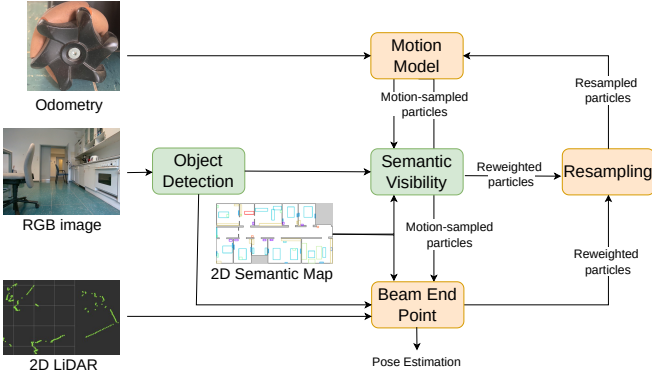 Motion
Model
Odometry
Resampled
particles
Motion-sampled
particles
Object
Detection
Semantic
Visibility
Reweighted
particles
Resampling
RGB image
Motion-sampled
particles
2D Semantic Map
Reweighted
particles
Beam End
Point
2D LiDAR
Pose Estimation